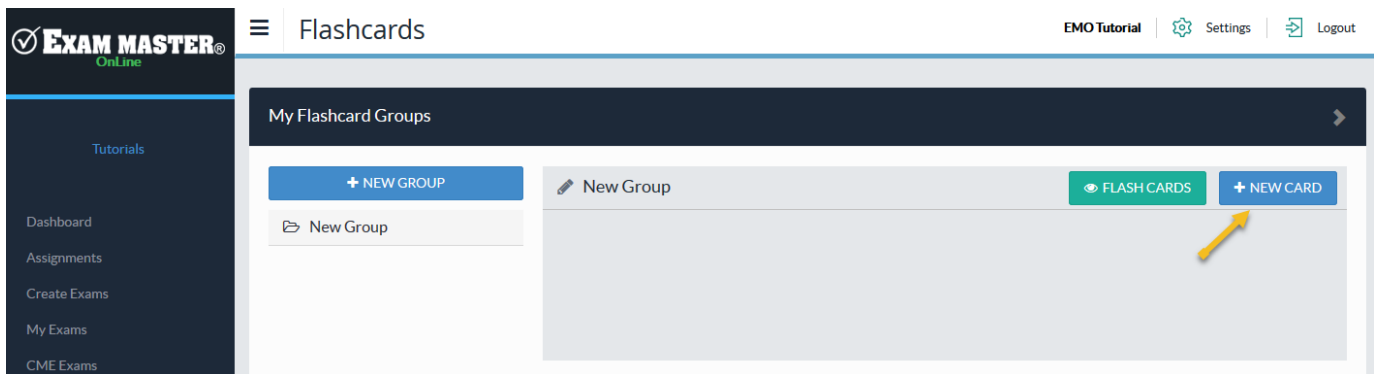 EXAM MASTER®
OnLine
Flashcards
EMO Tutorial
Settings
Logout
Tutorials
Dashboard
Assignments
Create Exams
My Exams
CME Exams
My Flashcard Groups
+ NEW GROUP
New Group
New Group
FLASH CARDS
+ NEW CARD